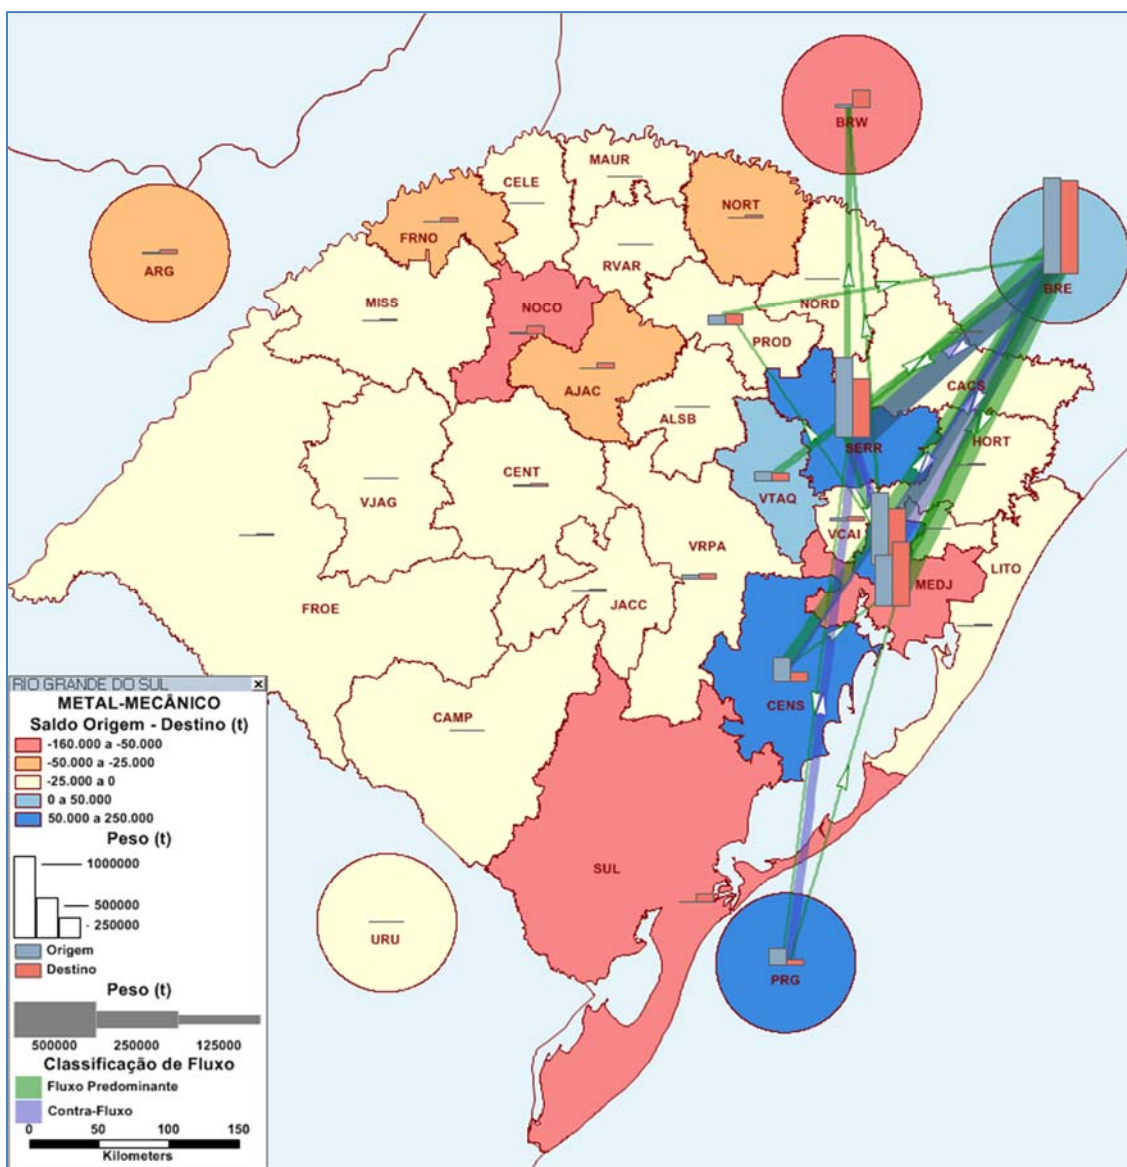 BRW
MAUR
CELE
NORT
FRNO
ARG
BRE
RVAR
MISS
NORD
NOCO
PROD
CACS
AJAC
ALSB
HORT
SERR
CENT
VTAQ
VJAG
VCAI
VRPA
LITO
MEDJ
FROE
JACC
CENS
CAMP
SUL
URU
PRG
RIO GRANDE DO SUL
METAL-MECÂNICO
Saldo Origem - Destino (t)
-160.000 a -50.000
-50.000 a -25.000
-25.000 a 0
0 a 50.000
50.000 a 250.000
Peso (t)
1000000
500000
250000
Origem
Destino
Peso (t)
500000 250000 125000
Classificação de Fluxo
Fluxo Predominante
Contra-Fluxo
0 50 100 150
Kilometers